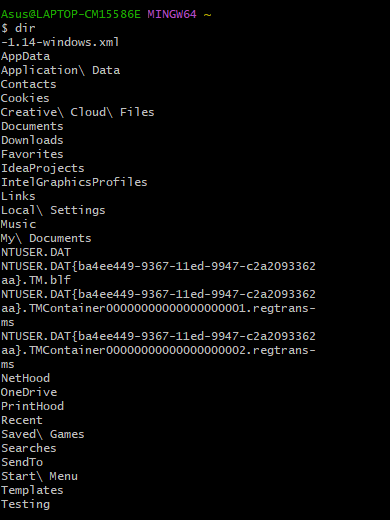 Asus@LAPTOP-CM15586E MINGW64 ~
$ dir
-1.14-windows.xml
AppData
Application\ Data
Contacts
Cookies
Creative\ Cloud\ Files
Documents
Downloads
Favorites
IdeaProjects
IntelGraphicsProfiles
Links
Local\ Settings
Music
My\ Documents
NTUSER.DAT
NTUSER.DAT{ba4ee449-9367-11ed-9947-c2a2093362
aa}.TM.blf
NTUSER.DAT{ba4ee449-9367-11ed-9947-c2a2093362
aa}.TMContainer00000000000000000001.regtrans-
ms
NTUSER.DAT{ba4ee449-9367-11ed-9947-c2a2093362
aa}.TMContainer00000000000000000002.regtrans-
ms
NetHood
OneDrive
PrintHood
Recent
Saved\ Games
Searches
SendTo
Start\ Menu
Templates
Testing